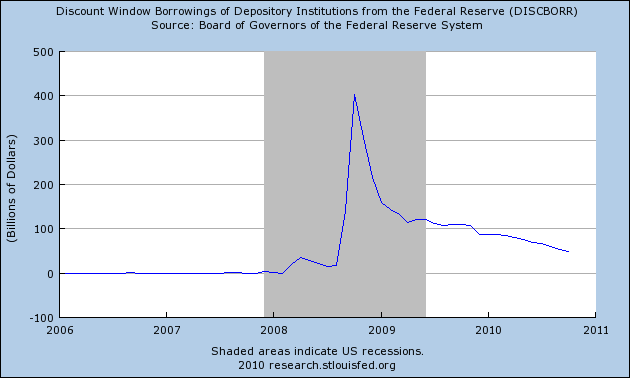 Discount Window Borrowings of Depository Institutions from the Federal Reserve (DISCBORR)
Source: Board of Governors of the Federal Reserve System
(Billions of Dollars)
500
400
300
200
100
0
-100
2006 2007 2008 2009 2010 2011
Shaded areas indicate US recessions.
2010 research.stlouisfed.org